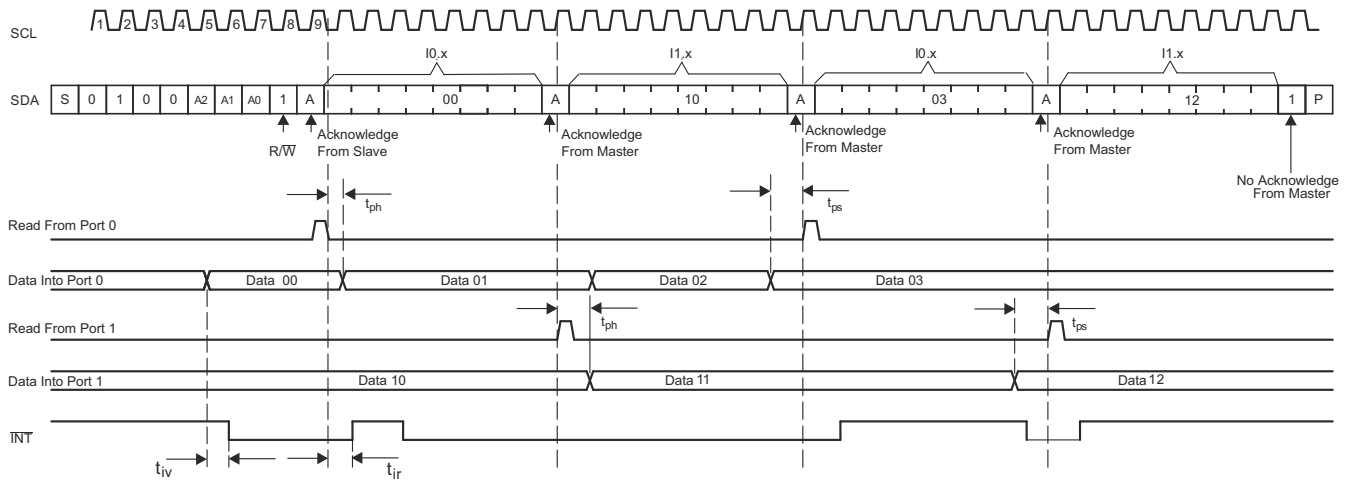 SCL 1 2 3 4 5 6 7 8 9
I0.x I1.x I0.x I1.x
SDA S 0 1 0 0 A2 A1 A0 1 A 00 A 10 A 03 A 12 1 P
R/W
Acknowledge
From Slave
Acknowledge
From Master
Acknowledge
From Master
Acknowledge
From Master
No Acknowledge
From Master
tph
tps
Read From Port 0
Data Into Port 0 Data 00 Data 01 Data 02 Data 03
tph
tps
Read From Port 1
Data Into Port 1 Data 10 Data 11 Data 12
INT
tiv
tir